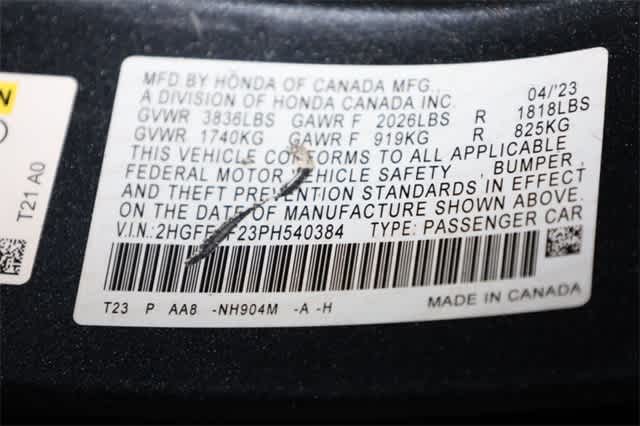 N
T21 A0
MFD BY HONDA OF CANADA MFG.,
A DIVISION OF HONDA CANADA INC. 04/'23
GVWR 3836LBS GAWR F 2026LBS R 1818LBS
GVWR 1740KG GAWR F 919KG R 825KG
THIS VEHICLE CONFORMS TO ALL APPLICABLE
FEDERAL MOTOR VEHICLE SAFETY , BUMPER,
AND THEFT PREVENTION STANDARDS IN EFFECT
ON THE DATE OF MANUFACTURE SHOWN ABOVE.
V.I.N: TYPE: PASSENGER CAR
T23 P AA8 -NH904M -A -H MADE IN CANADA